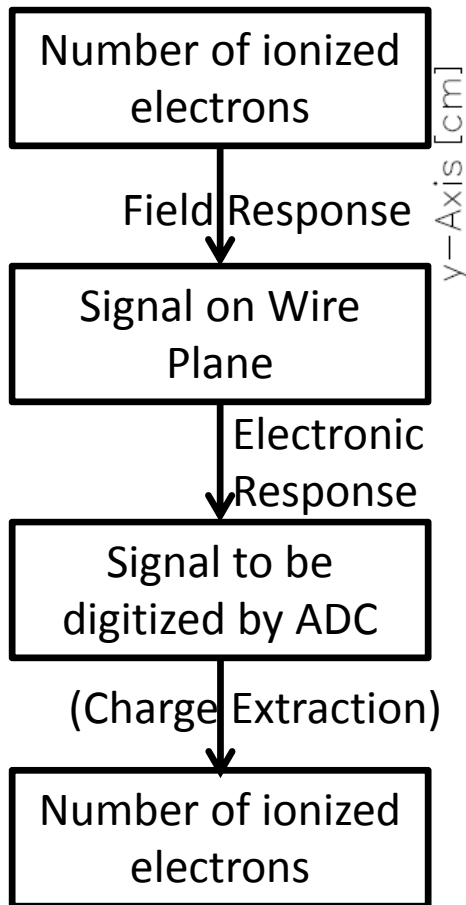 Number of ionized
electrons
y-Axis [cm]
Field Response
Signal on Wire
Plane
Electronic
Response
Signal to be
digitized by ADC
(Charge Extraction)
Number of ionized
electrons